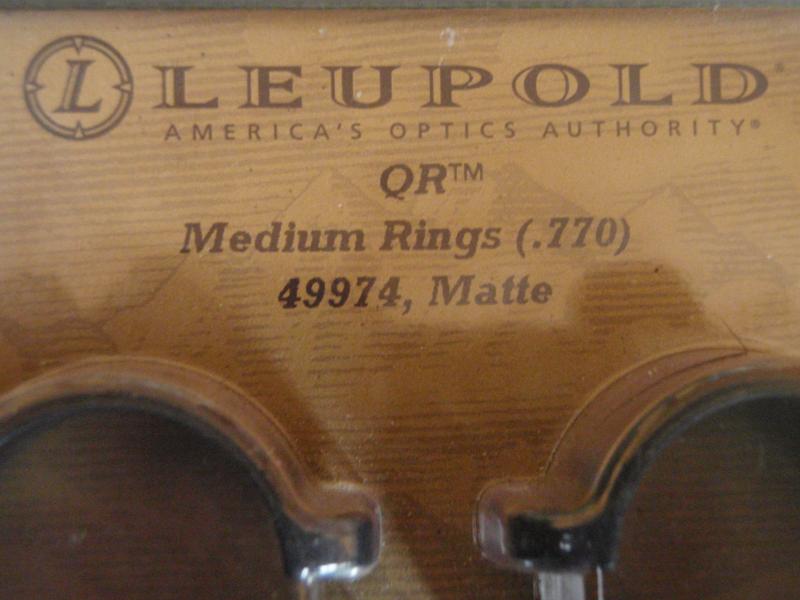 L LEUPOLD®
AMERICA'S OPTICS AUTHORITY®
QR™
Medium Rings (.770)
49974, Matte